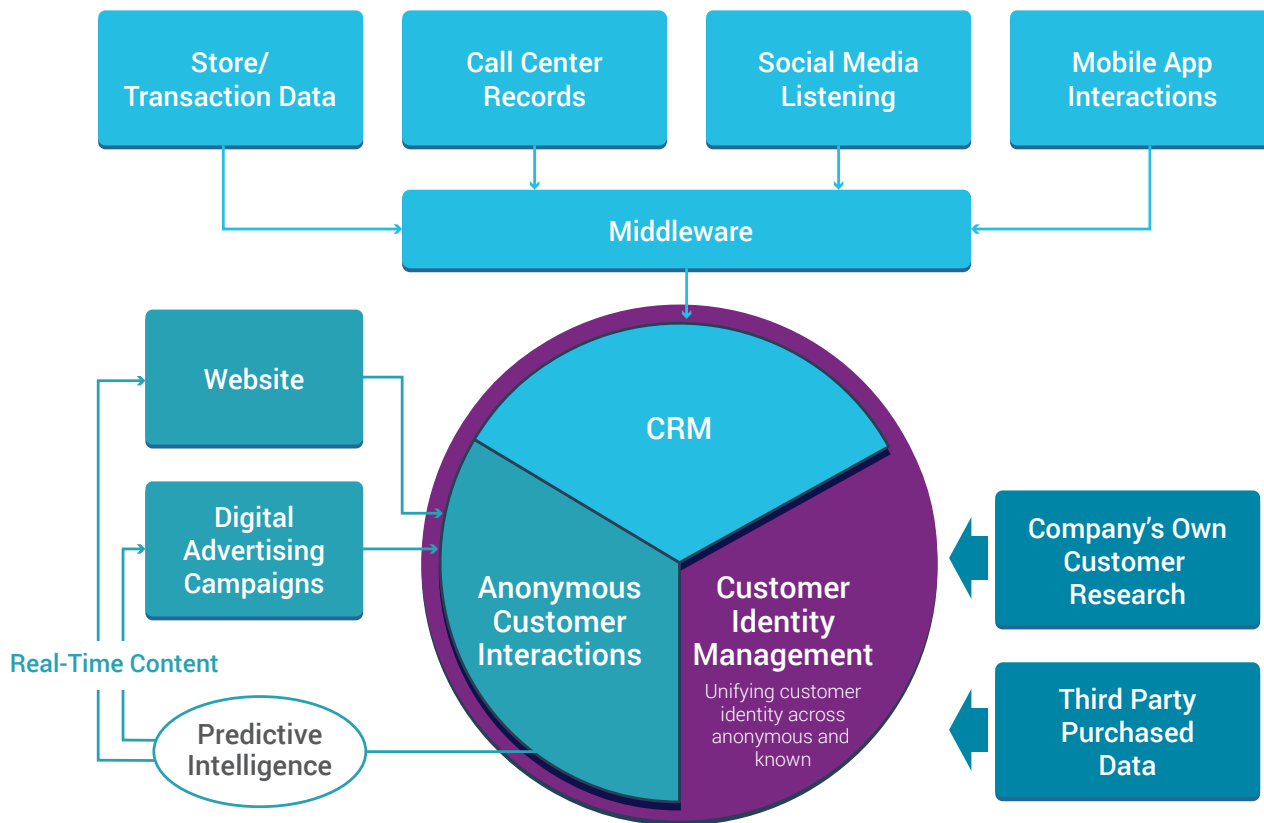 Store/
Transaction Data
Call Center
Records
Social Media
Listening
Mobile App
Interactions
Middleware
Website
CRM
Digital
Advertising
Campaigns
Company’s Own
Customer
Research
Anonymous
Customer
Interactions
Customer
Identity
Management
Unifying customer
identity across
anonymous and
known
Real-Time Content
Predictive
Intelligence
Third Party
Purchased
Data